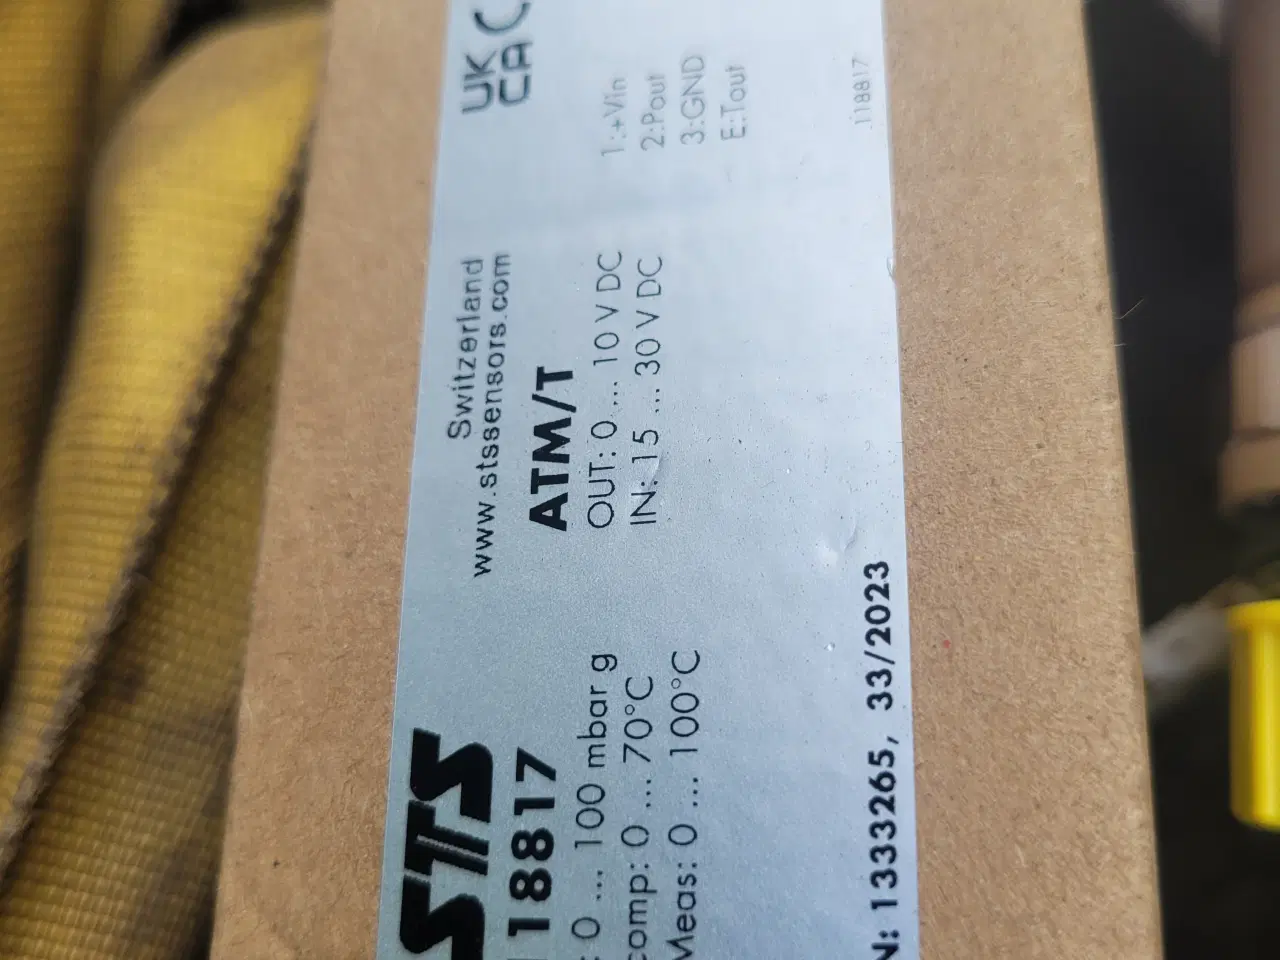 STS
Switzerland
www.stssensors.com
UK
CA
118817
ATM/T
: 0 ... 100 mbar g
OUT: 0 ... 10 V DC
1:+Vin
comp: 0 ... 70°C
IN: 15 ... 30 V DC
2:Pout
Meas: 0 ... 100°C
3:GND
E:Tout
N: 1333265, 33/2023
118817